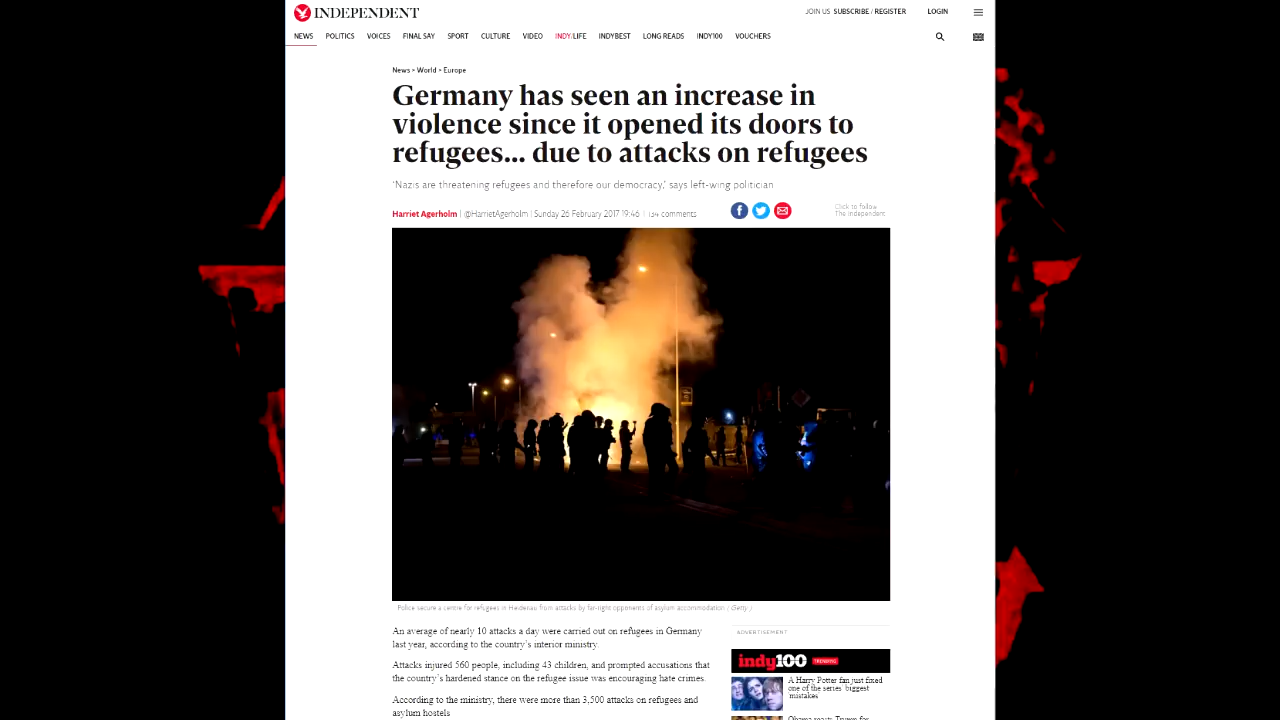 INDEPENDENT
JOIN US SUBSCRIBE / REGISTER LOGIN
NEWS POLITICS VOICES FINAL SAY SPORT CULTURE VIDEO INDY/LIFE INDYBEST LONG READS INDY100 VOUCHERS
News > World > Europe
Germany has seen an increase in
violence since it opened its doors to
refugees... due to attacks on refugees
'Nazis are threatening refugees and therefore our democracy,' says left-wing politician
Harriet Agerholm | @HarrietAgerholm | Sunday 26 February 2017 19:46 | 134 comments
Click to follow
The Independent
Police secure a centre for refugees in Heidenau from attacks by far-right opponents of asylum accommodation ( Getty )
An average of nearly 10 attacks a day were carried out on refugees in Germany
last year, according to the country's interior ministry.
Attacks injured 560 people, including 43 children, and prompted accusations that
the country's hardened stance on the refugee issue was encouraging hate crimes.
According to the ministry, there were more than 3,500 attacks on refugees and
asylum hostels
ADVERTISEMENT
indy100 TRENDING
A Harry Potter fan just fixed
one of the series' biggest
mistakes